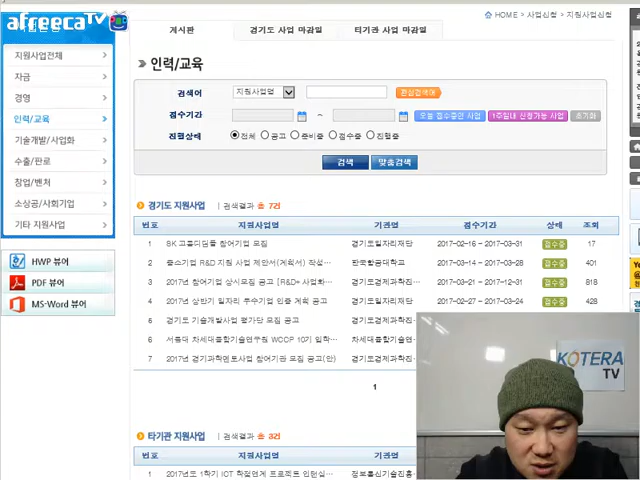 afreecaTV
HOME > 사업신청 > 지원사업신청
게시판
경기도 사업 마감일
타기관 사업 마감일
지원사업전체
자금
경영
인력/교육
기술개발/사업화
수출/판로
창업/벤처
소상공/사회기업
기타 지원사업
HWP 뷰어
PDF 뷰어
MS-Word 뷰어
인력/교육
검색어
지원사업명
관심검색어
접수기간
~
오늘 접수중인 사업
1주일내 신청가능 사업
초기화
진행상태
전체 공고 준비중 접수중 진행중
검색
맞춤검색
경기도 지원사업 | 검색결과 총 7건
번호 지원사업명 기관명 접수기간 상태 조회
1 SK 고용디딤돌 참여기업 모집 경기도일자리재단 2017-02-16 ~ 2017-03-31 접수중 17
2 중소기업 R&D 지원 사업 제안서(계획서) 작성... 한국항공대학교 2017-03-14 ~ 2017-03-28 접수중 401
3 2017년 참여기업 상시모집 공고 [R&D+ 사업화... 경기도경제과학진... 2017-03-21 ~ 2017-12-31 접수중 818
4 2017년 상반기 일자리 우수기업 인증 계획 공고 경기도일자리재단 2017-02-27 ~ 2017-03-24 접수중 428
6 경기도 기술개발사업 평가단 모집 공고 경기도경제과학진
6 서울대 차세대융합기술연구원 WCCP 10기 입학... 차세대융합기술연
7 2017년 경기과학멘토사업 참여기관 모집 공고(안) 경기도경제과학진
1
타기관 지원사업 | 검색결과 총 3건
번호 지원사업명 기관명
1 2017년도 1학기 ICT 학점연계 프로젝트 인턴십... 정보통신기술진흥
KOTERA
TV